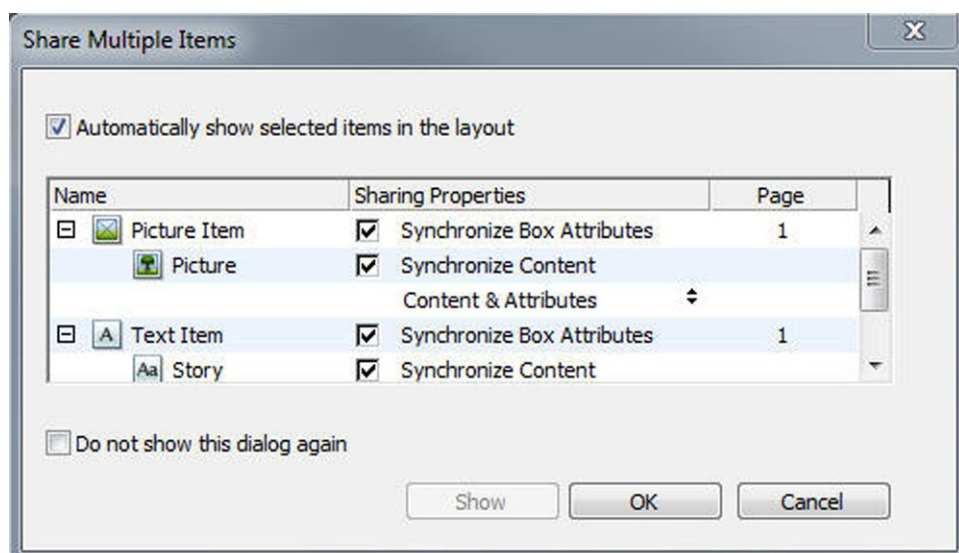 Share Multiple Items
Automatically show selected items in the layout
Name Sharing Properties Page
Picture Item Synchronize Box Attributes 1
Picture Synchronize Content
Content & Attributes
A Text Item Synchronize Box Attributes 1
Aa Story Synchronize Content
Do not show this dialog again
Show OK Cancel